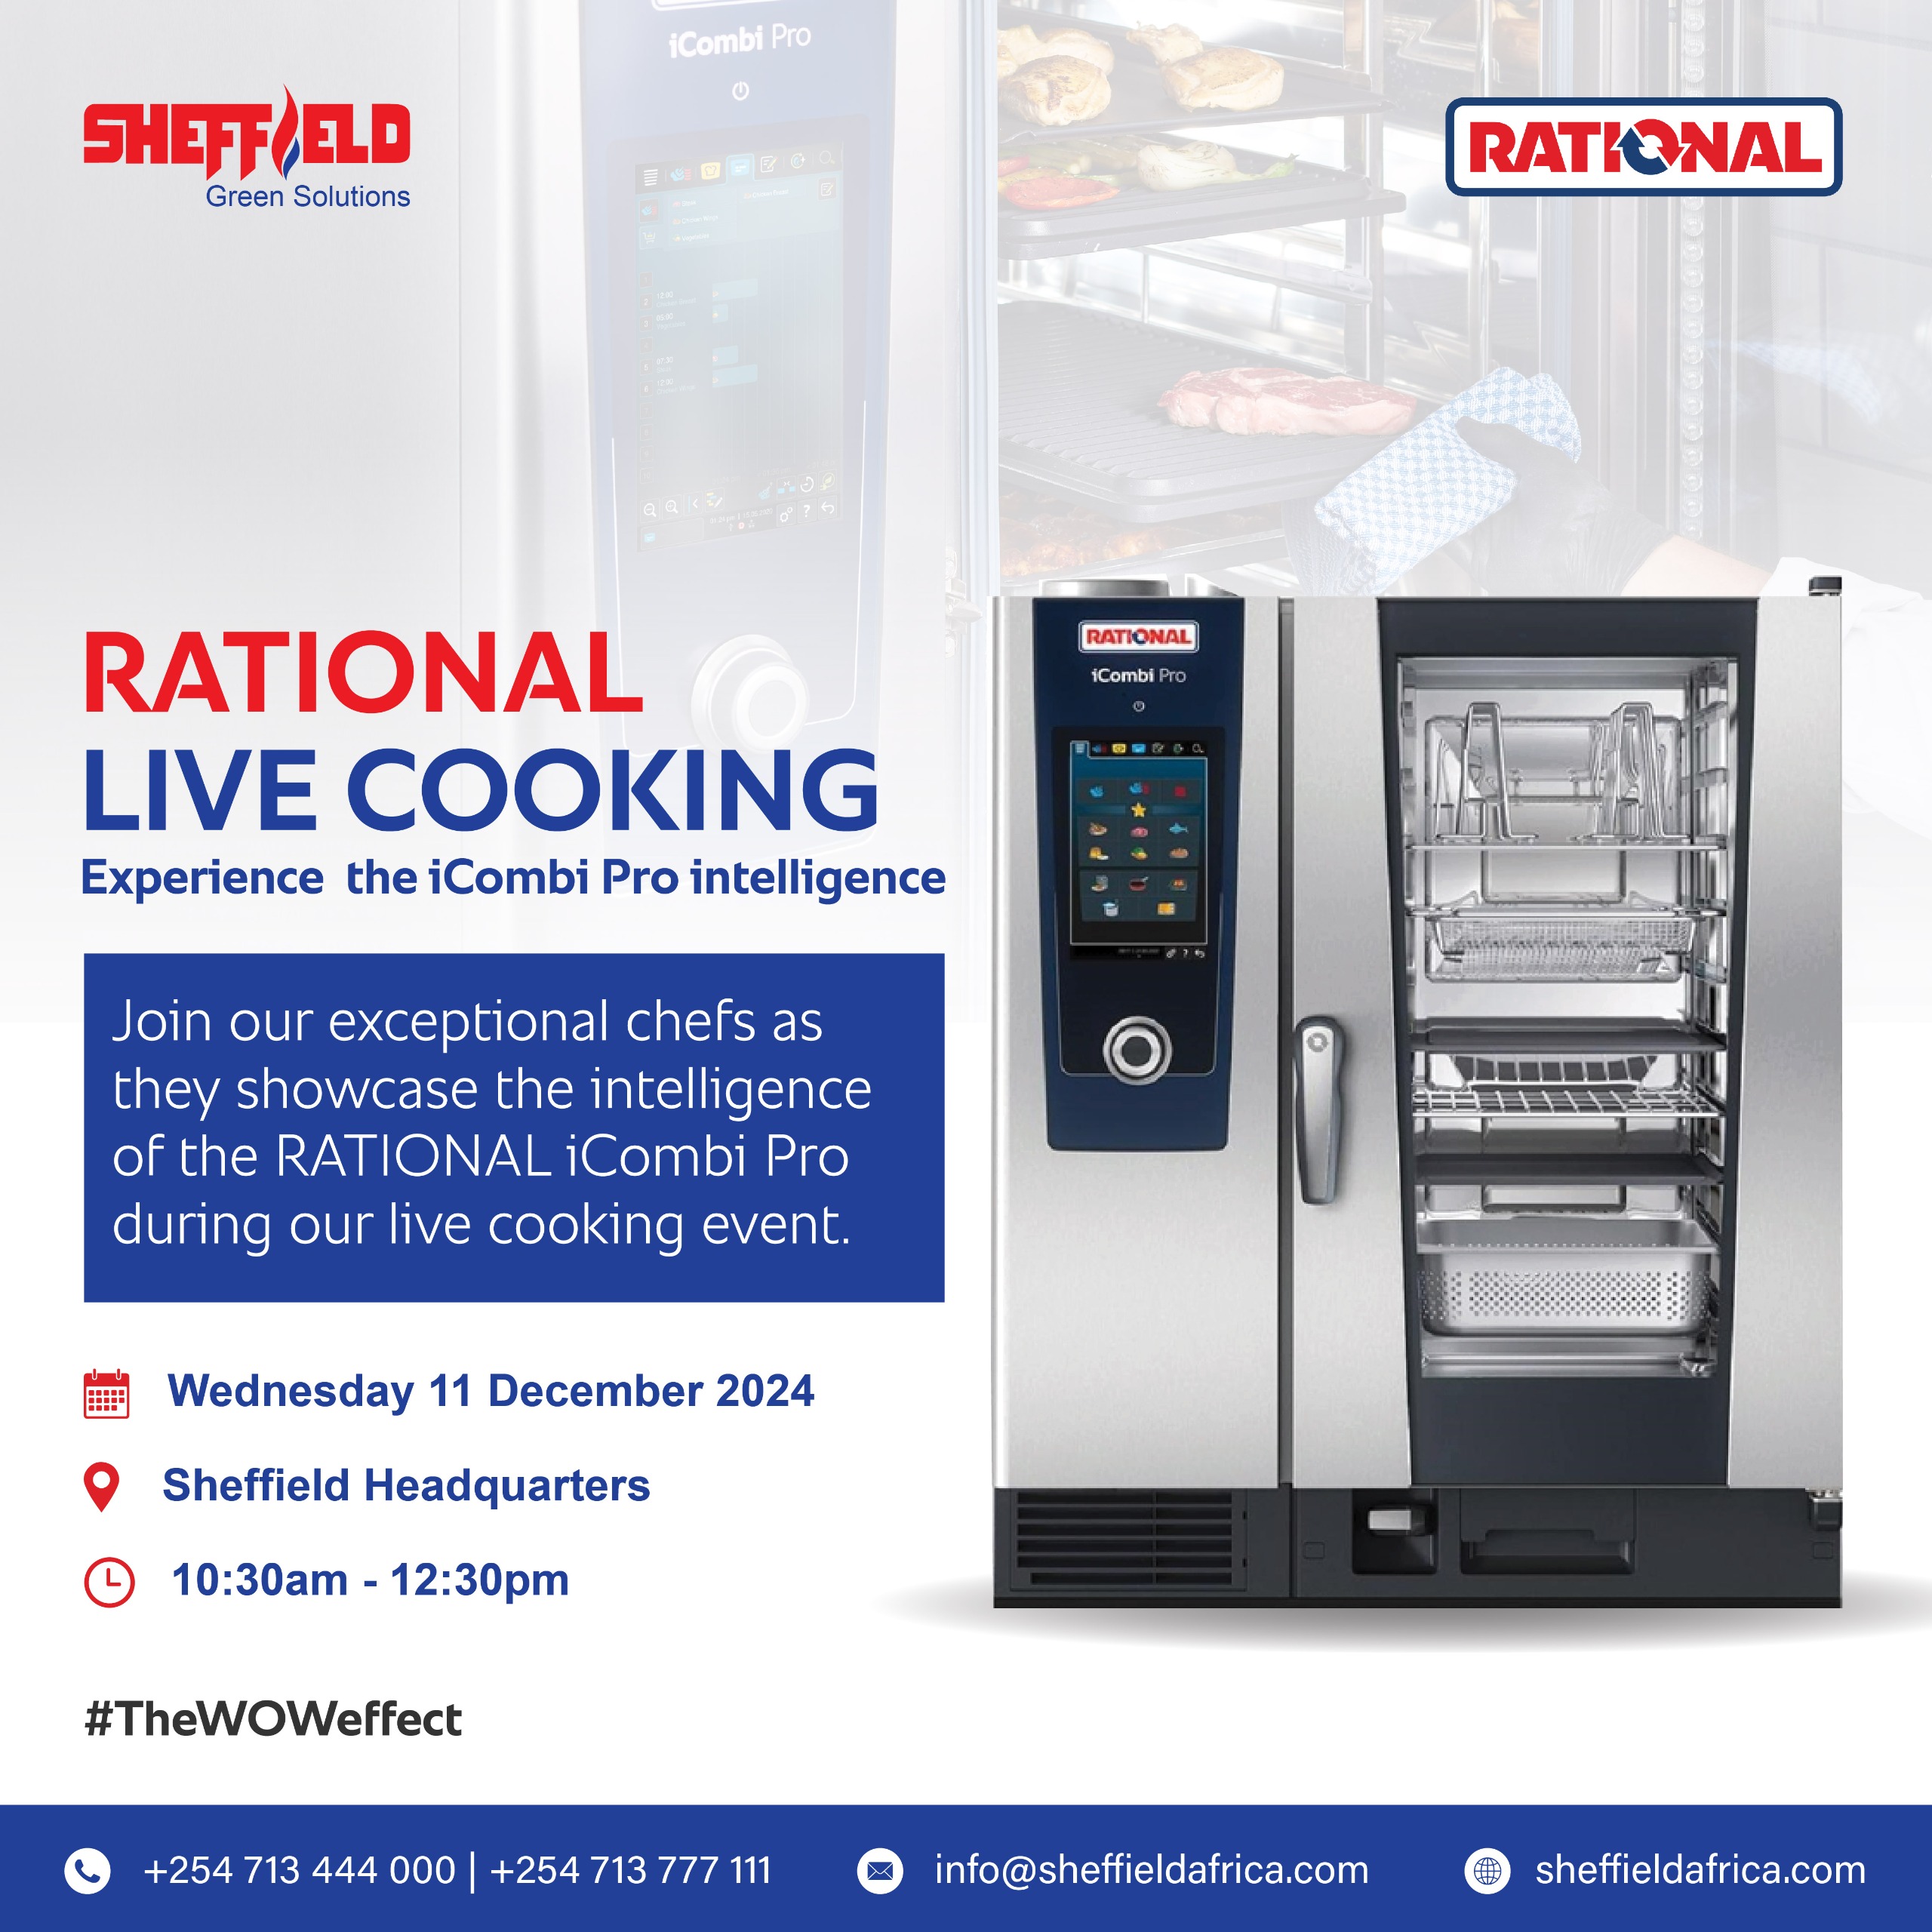 iCombi Pro
SHEFFIELD
Green Solutions
RATIONAL
RATIONAL
LIVE COOKING
Experience the iCombi Pro intelligence
RATIONAL
iCombi Pro
Join our exceptional chefs as
they showcase the intelligence
of the RATIONAL iCombi Pro
during our live cooking event.
Wednesday 11 December 2024
Sheffield Headquarters
10:30am - 12:30pm
#TheWOWeffect
+254 713 444 000 | +254 713 777 111
info@sheffieldafrica.com
sheffieldafrica.com